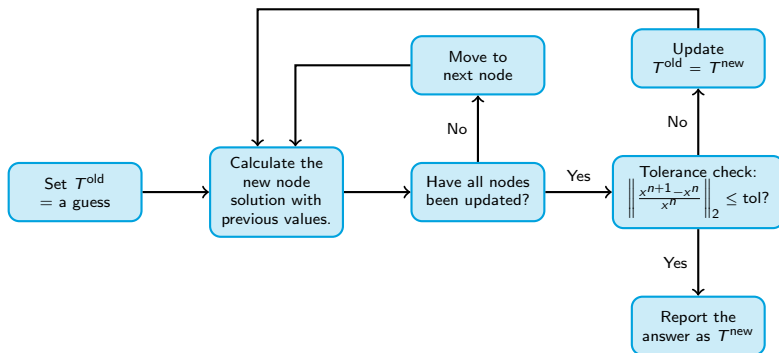 Update
T^old = T^new
Move to
next node
No
No
Set T^old
= a guess
Calculate the
new node
solution with
previous values.
Have all nodes
been updated?
Yes
Tolerance check:
‖(x^{n+1}−x^n)/x^n‖₂ ≤ tol?
Yes
Report the
answer as T^new